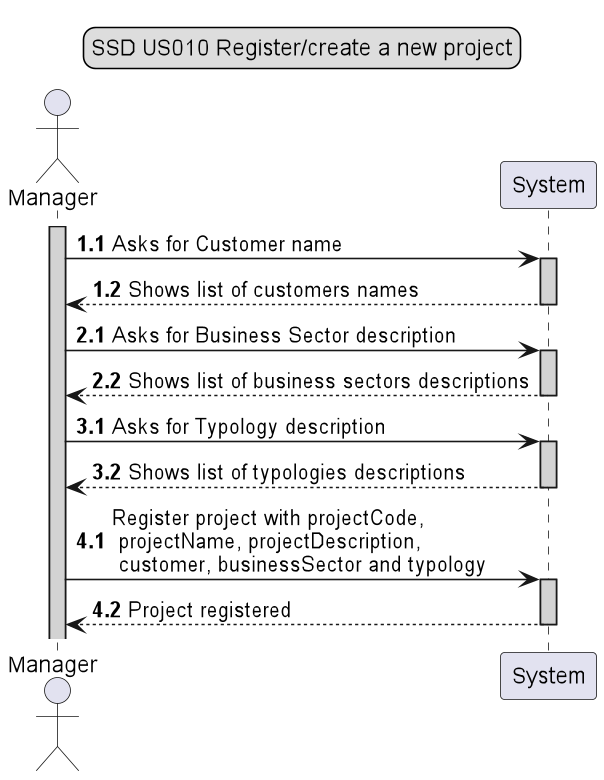 SSD US010 Register/create a new project
Manager
System
1.1 Asks for Customer name
1.2 Shows list of customers names
2.1 Asks for Business Sector description
2.2 Shows list of business sectors descriptions
3.1 Asks for Typology description
3.2 Shows list of typologies descriptions
Register project with projectCode,
4.1 projectName, projectDescription,
customer, businessSector and typology
4.2 Project registered
Manager
System